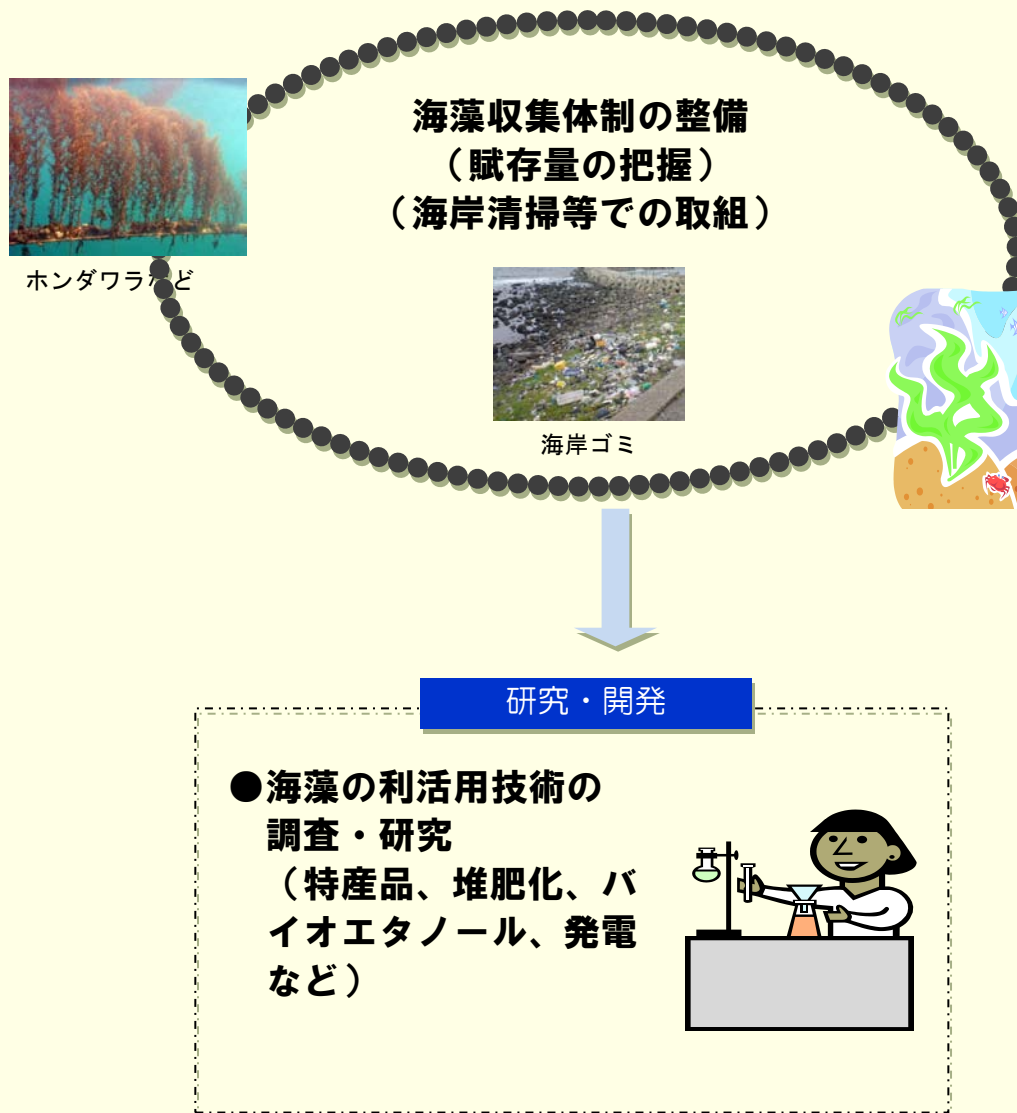 海藻収集体制の整備
（賦存量の把握）
（海岸清掃等での取組）
ホンダワラなど
海岸ゴミ
研究・開発
●海藻の利活用技術の
調査・研究
（特産品、堆肥化、バ
イオエタノール、発電
など）